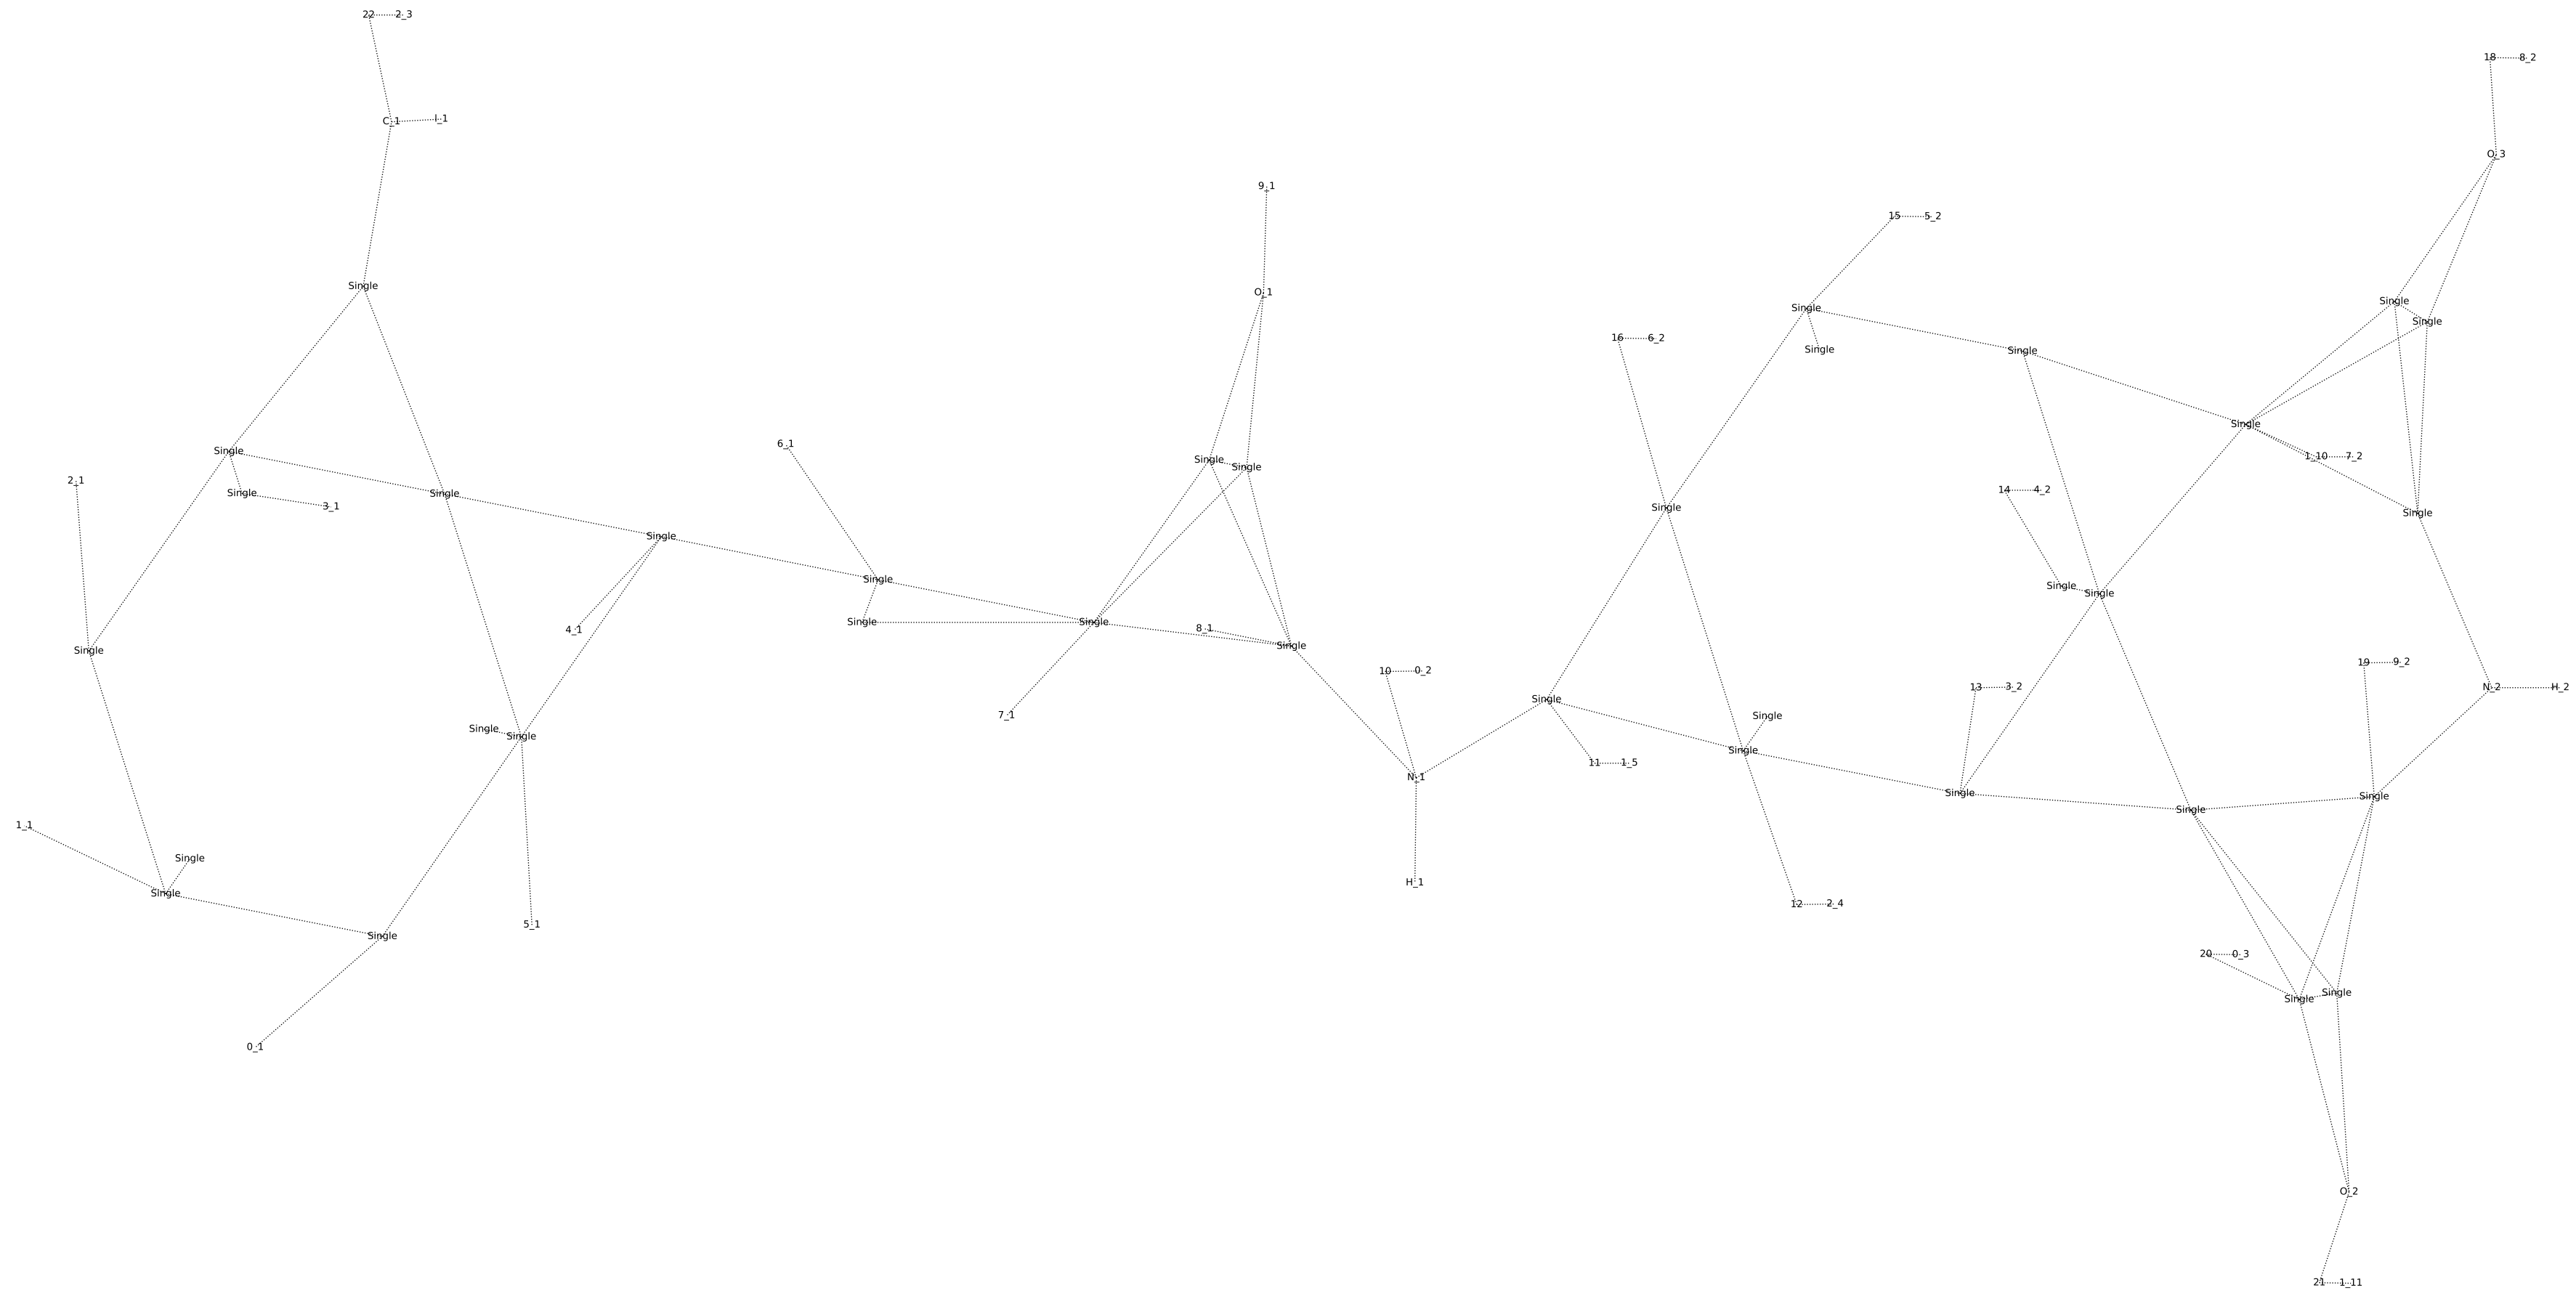 22 2_3
18 8_2
C_1 I_1
O_3
9_1
15 5_2
Single
O_1
Single
Single
Single
16 6_2
Single
Single
Single
6_1
Single
Single
1_10 7_2
Single
Single
2_1
14 4_2
Single
Single
3_1
Single
Single
Single
Single
Single
Single
Single
Single
8_1
4_1
Single
Single
19 9_2
10 0_2
13 3_2
N_2 H_2
Single
7_1
Single
Single
Single
Single
11 1_5
N_1
Single
Single
Single
1_1
Single
H_1
Single
12 2_4
5_1
Single
20 0_3
Single
Single
0_1
O_2
21 1_11